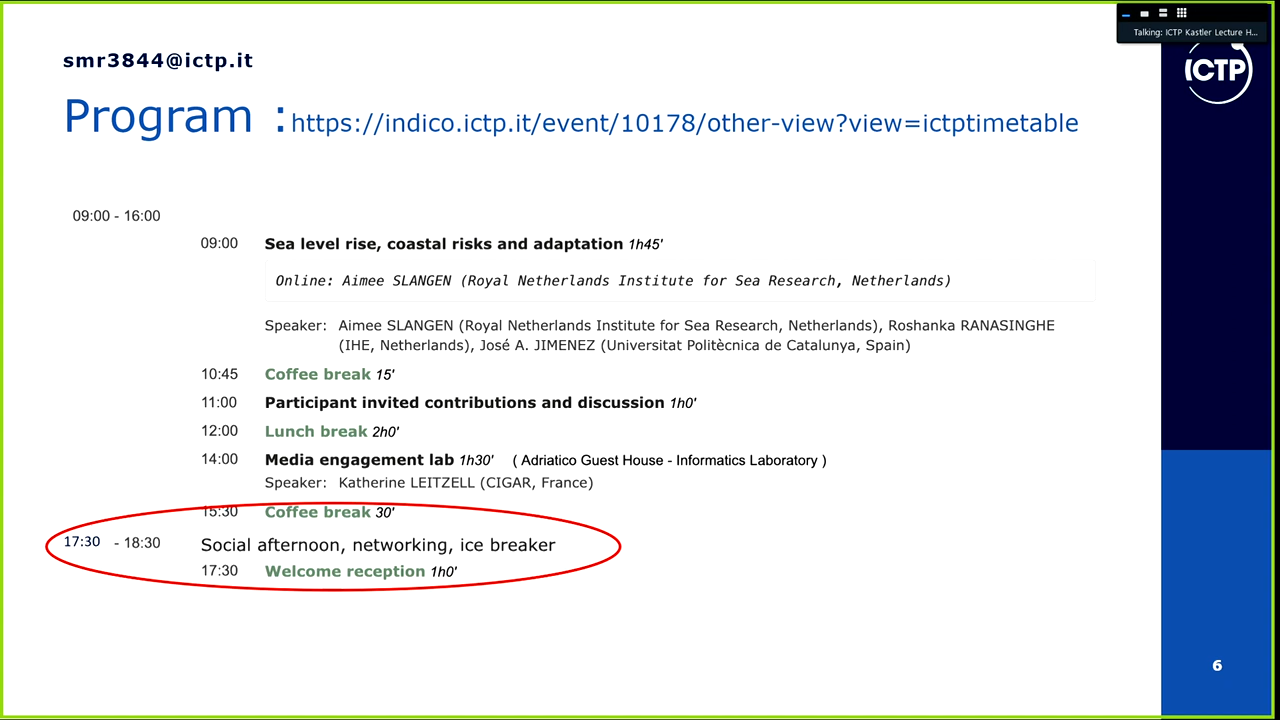 Talking: ICTP Kastler Lecture H...
smr3844@ictp.it
ICTP
Program :https://indico.ictp.it/event/10178/other-view?view=ictptimetable
09:00 - 16:00
09:00 Sea level rise, coastal risks and adaptation 1h45'
Online: Aimee SLANGEN (Royal Netherlands Institute for Sea Research, Netherlands)
Speaker: Aimee SLANGEN (Royal Netherlands Institute for Sea Research, Netherlands), Roshanka RANASINGHE
(IHE, Netherlands), José A. JIMENEZ (Universitat Politècnica de Catalunya, Spain)
10:45 Coffee break 15'
11:00 Participant invited contributions and discussion 1h0'
12:00 Lunch break 2h0'
14:00 Media engagement lab 1h30' ( Adriatico Guest House - Informatics Laboratory )
Speaker: Katherine LEITZELL (CIGAR, France)
15:30 Coffee break 30'
17:30 - 18:30 Social afternoon, networking, ice breaker
17:30 Welcome reception 1h0'
6